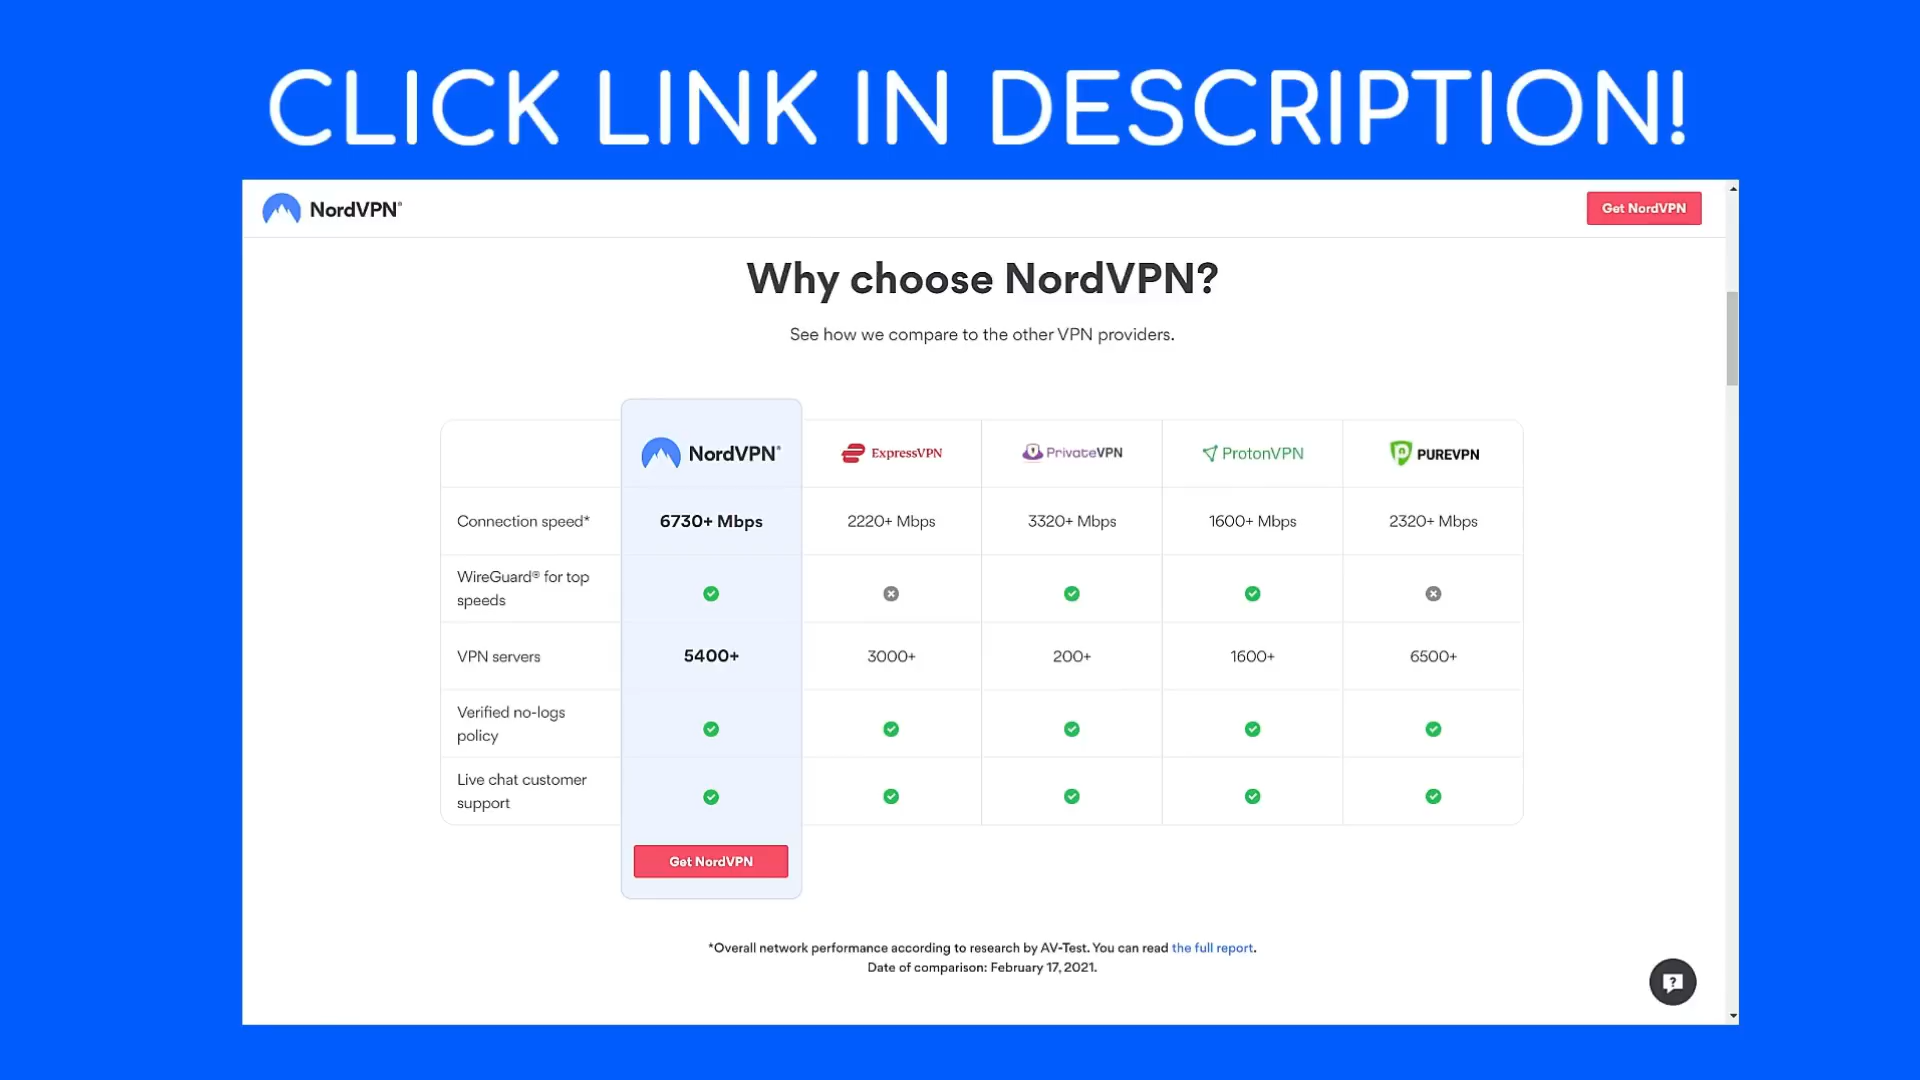 CLICK LINK IN DESCRIPTION!
NordVPN®
Get NordVPN
Why choose NordVPN?
See how we compare to the other VPN providers.
NordVPN®
ExpressVPN
PrivateVPN
ProtonVPN
PUREVPN
Connection speed*
6730+ Mbps
2220+ Mbps
3320+ Mbps
1600+ Mbps
2320+ Mbps
WireGuard® for top
speeds
VPN servers
5400+
3000+
200+
1600+
6500+
Verified no-logs
policy
Live chat customer
support
Get NordVPN
*Overall network performance according to research by AV-Test. You can read the full report.
Date of comparison: February 17, 2021.
?